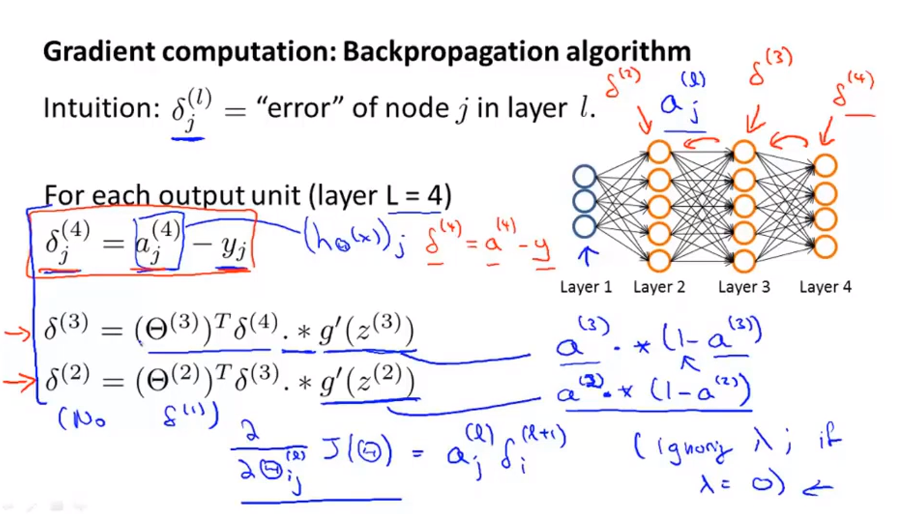 Gradient computation: Backpropagation algorithm
Intuition: δ_j^(l) = “error” of node j in layer l.
δ^(2)
a_j^(l)
δ^(3)
δ^(4)
For each output unit (layer L = 4)
δ_j^(4) = a_j^(4) − y_j
(h_Θ(x))_j
δ^(4) = a^(4) - y
Layer 1 Layer 2 Layer 3 Layer 4
δ^(3) = (Θ^(3))^T δ^(4) .* g′(z^(3))
a^(3) .* (1-a^(3))
δ^(2) = (Θ^(2))^T δ^(3) .* g′(z^(2))
a^(2) .* (1-a^(2))
(No δ^(1))
∂/∂Θ_ij^(l) J(Θ) = a_j^(l) δ_i^(l+1)
(ignoring λ; if
λ = 0) ←